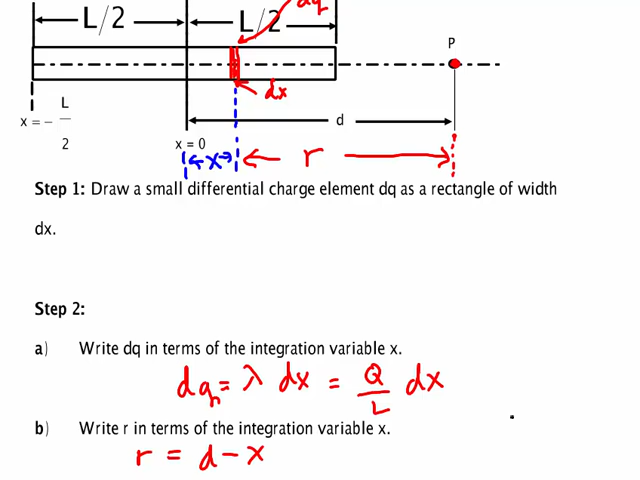 L/2 L/2 dq
P
dx
x = - L/2 d
x = 0
x r
Step 1: Draw a small differential charge element dq as a rectangle of width
dx.
Step 2:
a) Write dq in terms of the integration variable x.
dq = λ dx = Q/L dx
b) Write r in terms of the integration variable x.
r = d - x